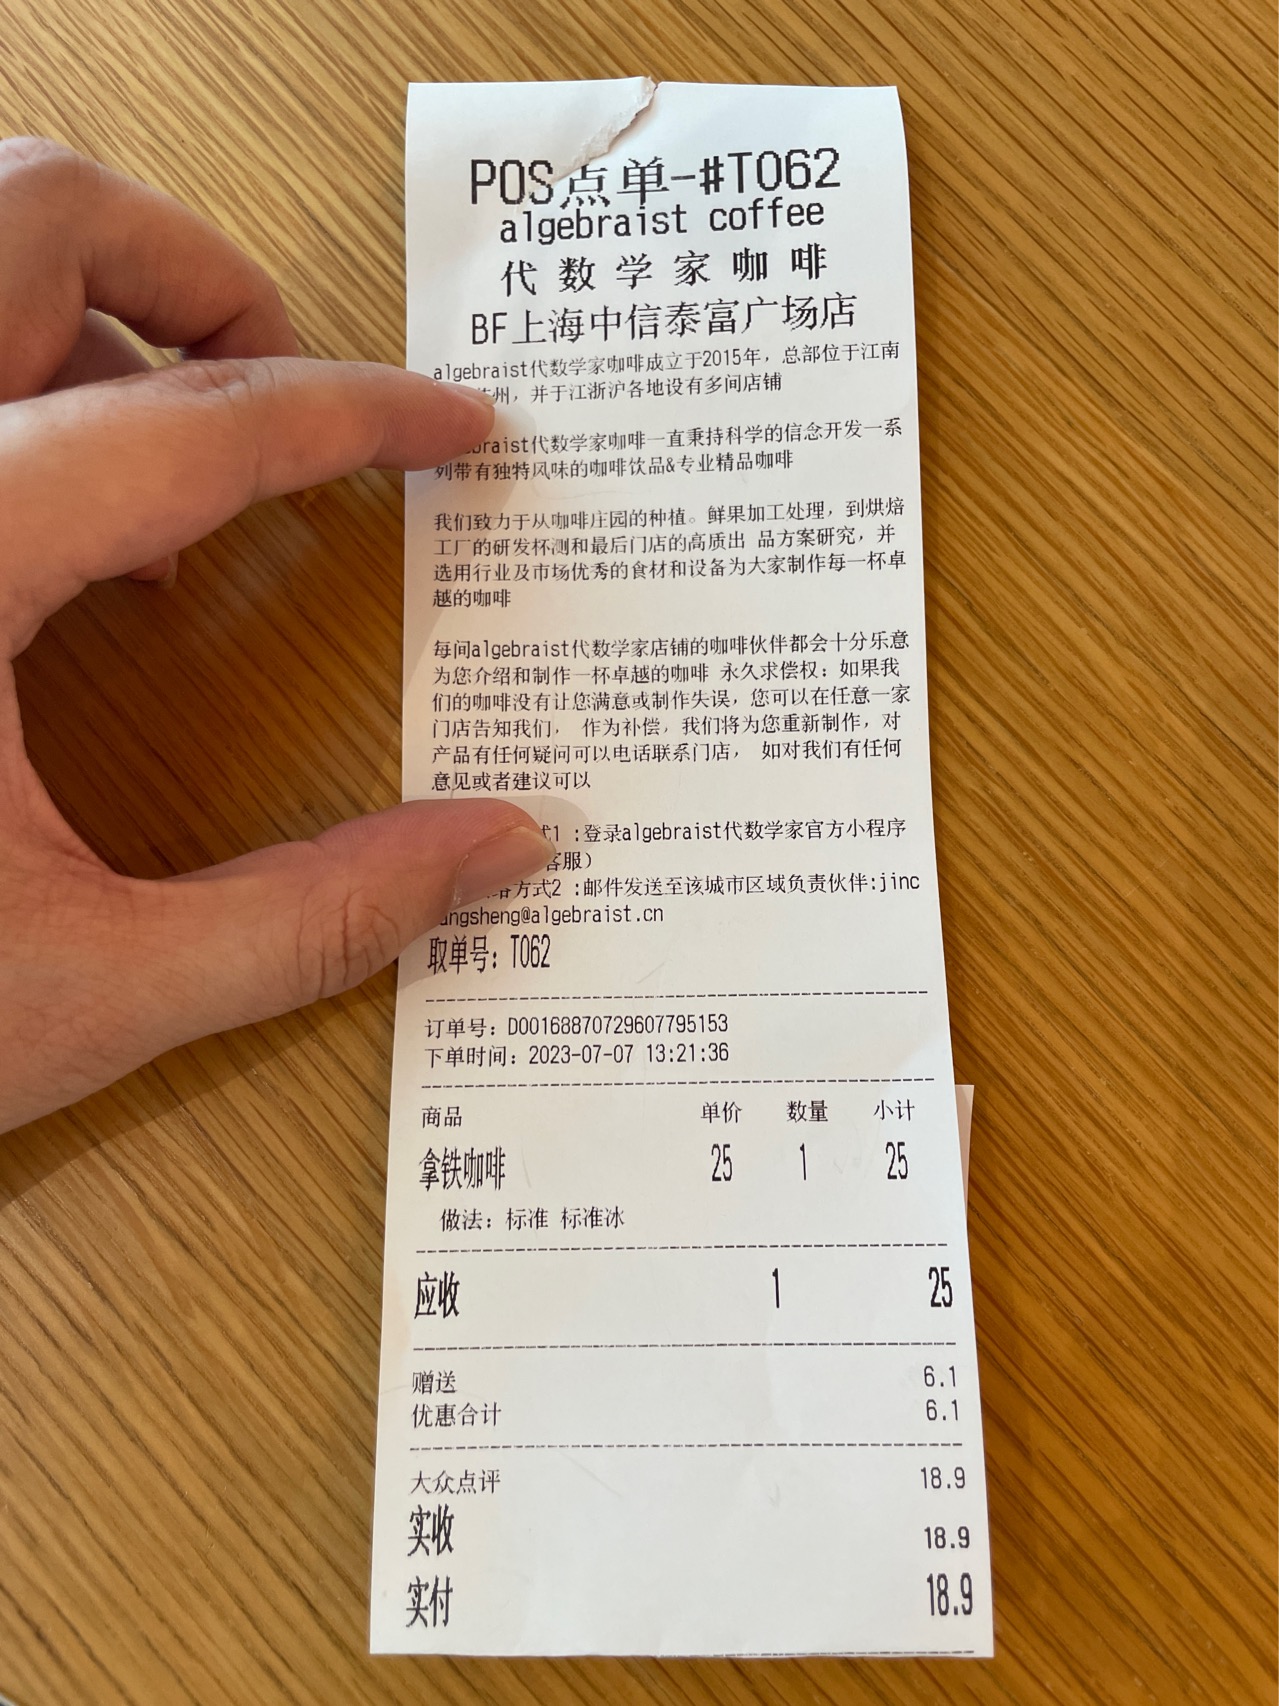 POS点单-#T062
algebraist coffee
代数学家咖啡
BF上海中信泰富广场店
algebraist代数学家咖啡成立于2015年，总部位于江南
州，并于江浙沪各地设有多间店铺
braist代数学家咖啡一直秉持科学的信念开发一系
列带有独特风味的咖啡饮品&专业精品咖啡
我们致力于从咖啡庄园的种植。鲜果加工处理，到烘焙
工厂的研发杯测和最后门店的高质出 品方案研究，并
选用行业及市场优秀的食材和设备为大家制作每一杯卓
越的咖啡
每间algebraist代数学家店铺的咖啡伙伴都会十分乐意
为您介绍和制作一杯卓越的咖啡 永久求偿权：如果我
们的咖啡没有让您满意或制作失误，您可以在任意一家
门店告知我们， 作为补偿，我们将为您重新制作，对
产品有任何疑问可以电话联系门店， 如对我们有任何
意见或者建议可以
式1 :登录algebraist代数学家官方小程序
客服）
络方式2 :邮件发送至该城市区域负责伙伴:jinc
angsheng@algebraist.cn
取单号：T062
订单号：D00168870729607795153
下单时间：2023-07-07 13:21:36
商品 单价 数量 小计
拿铁咖啡 25 1 25
做法：标准 标准冰
应收 1 25
赠送 6.1
优惠合计 6.1
大众点评 18.9
实收 18.9
实付 18.9